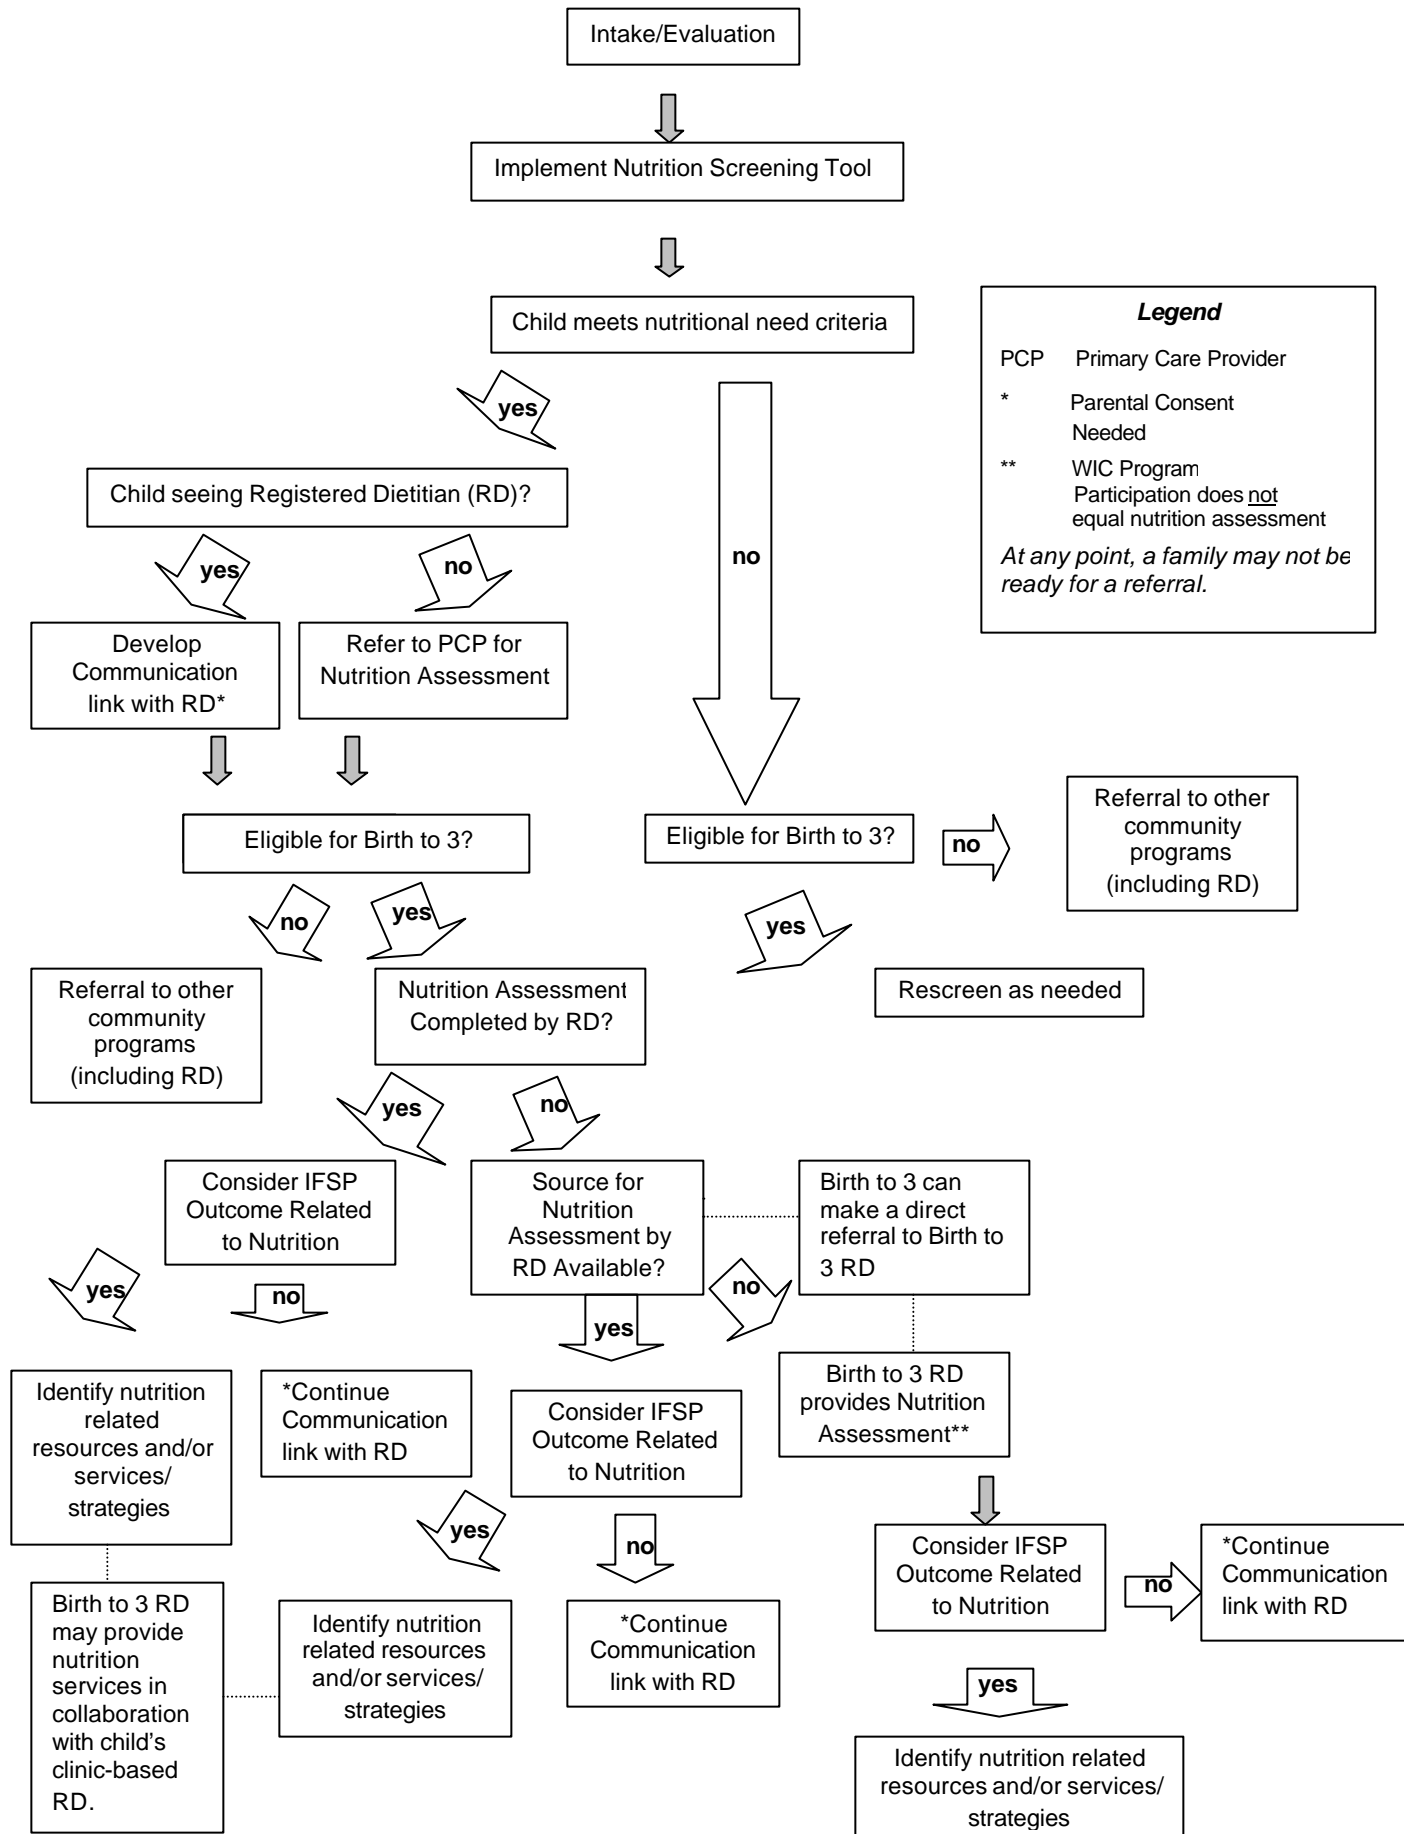 Intake/Evaluation
Implement Nutrition Screening Tool
Child meets nutritional need criteria
Legend
PCP Primary Care Provider
* Parental Consent
Needed
** WIC Program
Participation does not
equal nutrition assessment
At any point, a family may not be
ready for a referral.
yes
no
Child seeing Registered Dietitian (RD)?
yes
no
Develop
Communication
link with RD*
Refer to PCP for
Nutrition Assessment
Eligible for Birth to 3?
Eligible for Birth to 3?
no
Referral to other
community
programs
(including RD)
no
yes
yes
Referral to other
community
programs
(including RD)
Nutrition Assessment
Completed by RD?
Rescreen as needed
yes
no
Consider IFSP
Outcome Related
to Nutrition
Source for
Nutrition
Assessment by
RD Available?
Birth to 3 can
make a direct
referral to Birth to
3 RD
yes
no
yes
no
Identify nutrition
related
resources and/or
services/
strategies
*Continue
Communication
link with RD
Consider IFSP
Outcome Related
to Nutrition
Birth to 3 RD
provides Nutrition
Assessment**
yes
no
Consider IFSP
Outcome Related
to Nutrition
no
*Continue
Communication
link with RD
Birth to 3 RD
may provide
nutrition
services in
collaboration
with child's
clinic-based
RD.
Identify nutrition
related resources
and/or services/
strategies
*Continue
Communication
link with RD
yes
Identify nutrition related
resources and/or services/
strategies